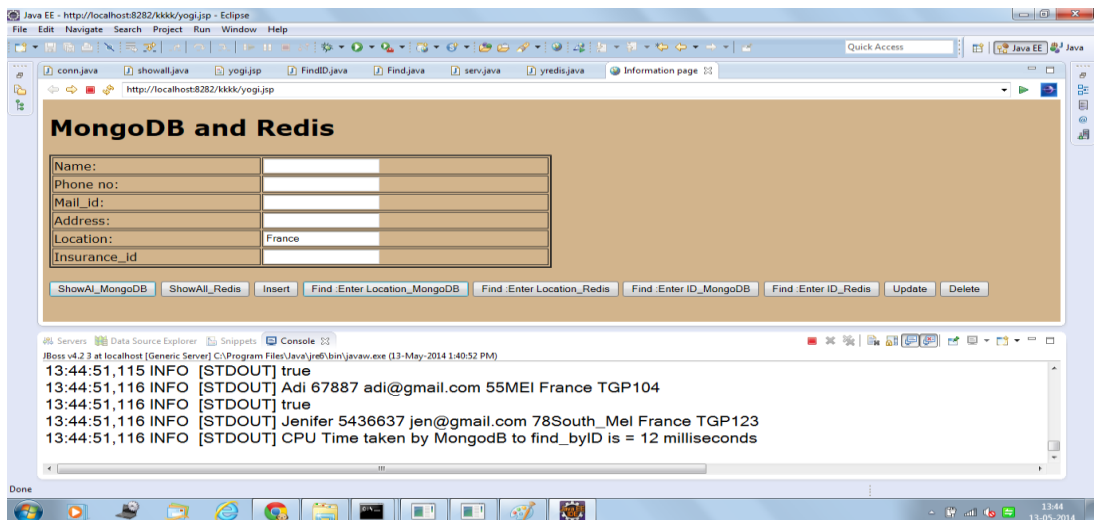 Java EE - http://localhost:8282/kkkk/yogi.jsp - Eclipse
File Edit Navigate Search Project Run Window Help
Quick Access
Java EE
Java
conn.java showall.java yogi.jsp FindID.java Find.java serv.java yredis.java Information page
http://localhost:8282/kkkk/yogi.jsp
MongoDB and Redis
Name:
Phone no:
Mail_id:
Address:
Location: France
Insurance_id
ShowAl_MongoDB ShowAll_Redis Insert Find :Enter Location_MongoDB Find :Enter Location_Redis Find :Enter ID_MongoDB Find :Enter ID_Redis Update Delete
Servers Data Source Explorer Snippets Console
JBoss v4.2 3 at localhost [Generic Server] C:\Program Files\Java\jre6\bin\javaw.exe (13-May-2014 1:40:52 PM)
13:44:51,115 INFO [STDOUT] true
13:44:51,116 INFO [STDOUT] Adi 67887 adi@gmail.com 55MEl France TGP104
13:44:51,116 INFO [STDOUT] true
13:44:51,116 INFO [STDOUT] Jenifer 5436637 jen@gmail.com 78South_Mel France TGP123
13:44:51,116 INFO [STDOUT] CPU Time taken by MongodB to find_byID is = 12 milliseconds
Done
13:44
13-05-2014